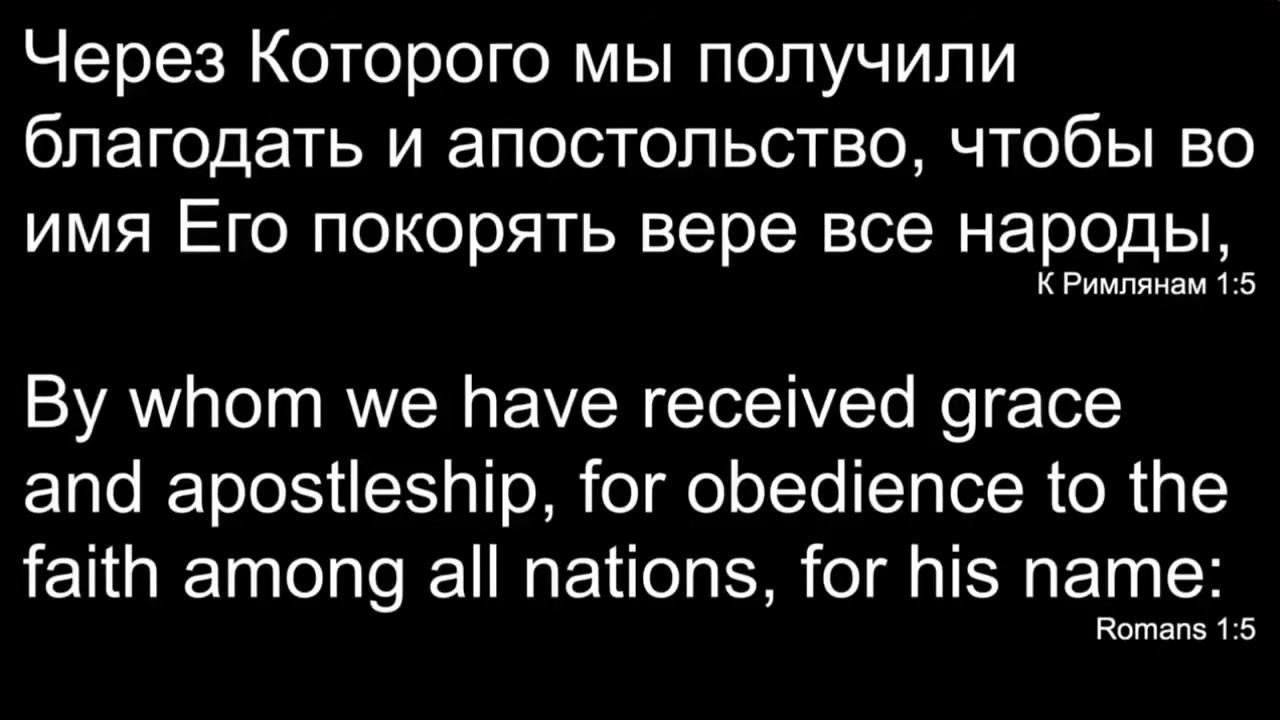 Через Которого мы получили
благодать и апостольство, чтобы во
имя Его покорять вере все народы,
К Римлянам 1:5
By whom we have received grace
and apostleship, for obedience to the
faith among all nations, for his name:
Romans 1:5